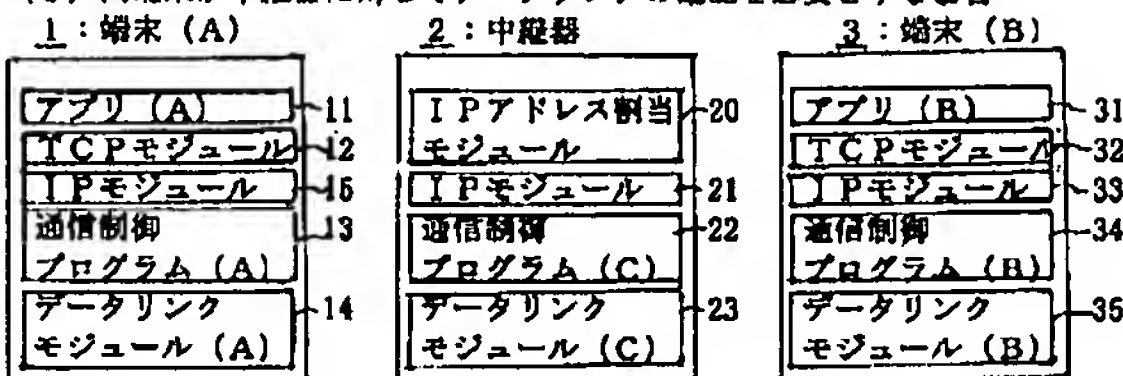 1：端末（A）
2：中継器
3：端末（B）
アプリ（A） 11
TCPモジュール 12
IPモジュール 15
通信制御 13
プログラム（A）
データリンク 14
モジュール（A）
IPアドレス割当 20
モジュール
IPモジュール 21
通信制御 22
プログラム（C）
データリンク 23
モジュール（C）
アプリ（B） 31
TCPモジュール 32
IPモジュール 33
通信制御 34
プログラム（B）
データリンク 35
モジュール（B）